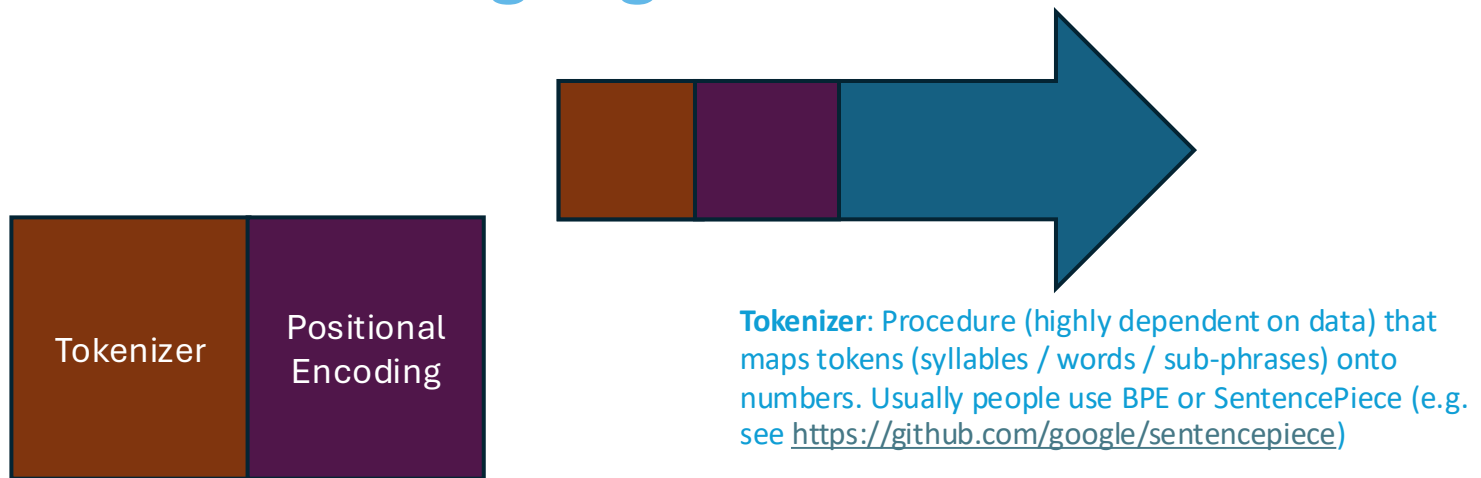 Tokenizer
Positional
Encoding
Tokenizer: Procedure (highly dependent on data) that
maps tokens (syllables / words / sub-phrases) onto
numbers. Usually people use BPE or SentencePiece (e.g.
see https://github.com/google/sentencepiece)